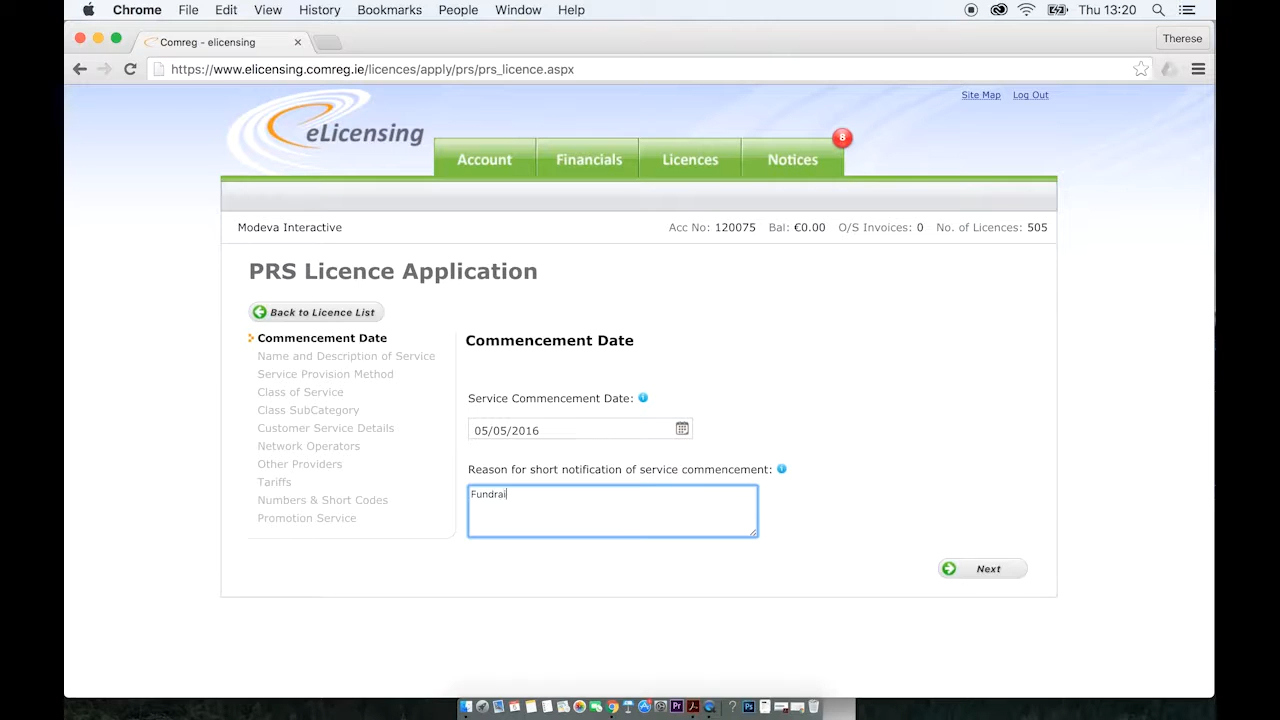 Chrome File Edit View History Bookmarks People Window Help Thu 13:20
Comreg - elicensing Therese
https://www.elicensing.comreg.ie/licences/apply/prs/prs_licence.aspx
Site Map Log Out
eLicensing
Account Financials Licences Notices 8
Modeva Interactive Acc No: 120075 Bal: €0.00 O/S Invoices: 0 No. of Licences: 505
PRS Licence Application
Back to Licence List
Commencement Date
Name and Description of Service
Service Provision Method
Class of Service
Class SubCategory
Customer Service Details
Network Operators
Other Providers
Tariffs
Numbers & Short Codes
Promotion Service
Commencement Date
Service Commencement Date:
05/05/2016
Reason for short notification of service commencement:
Fundrai
Next